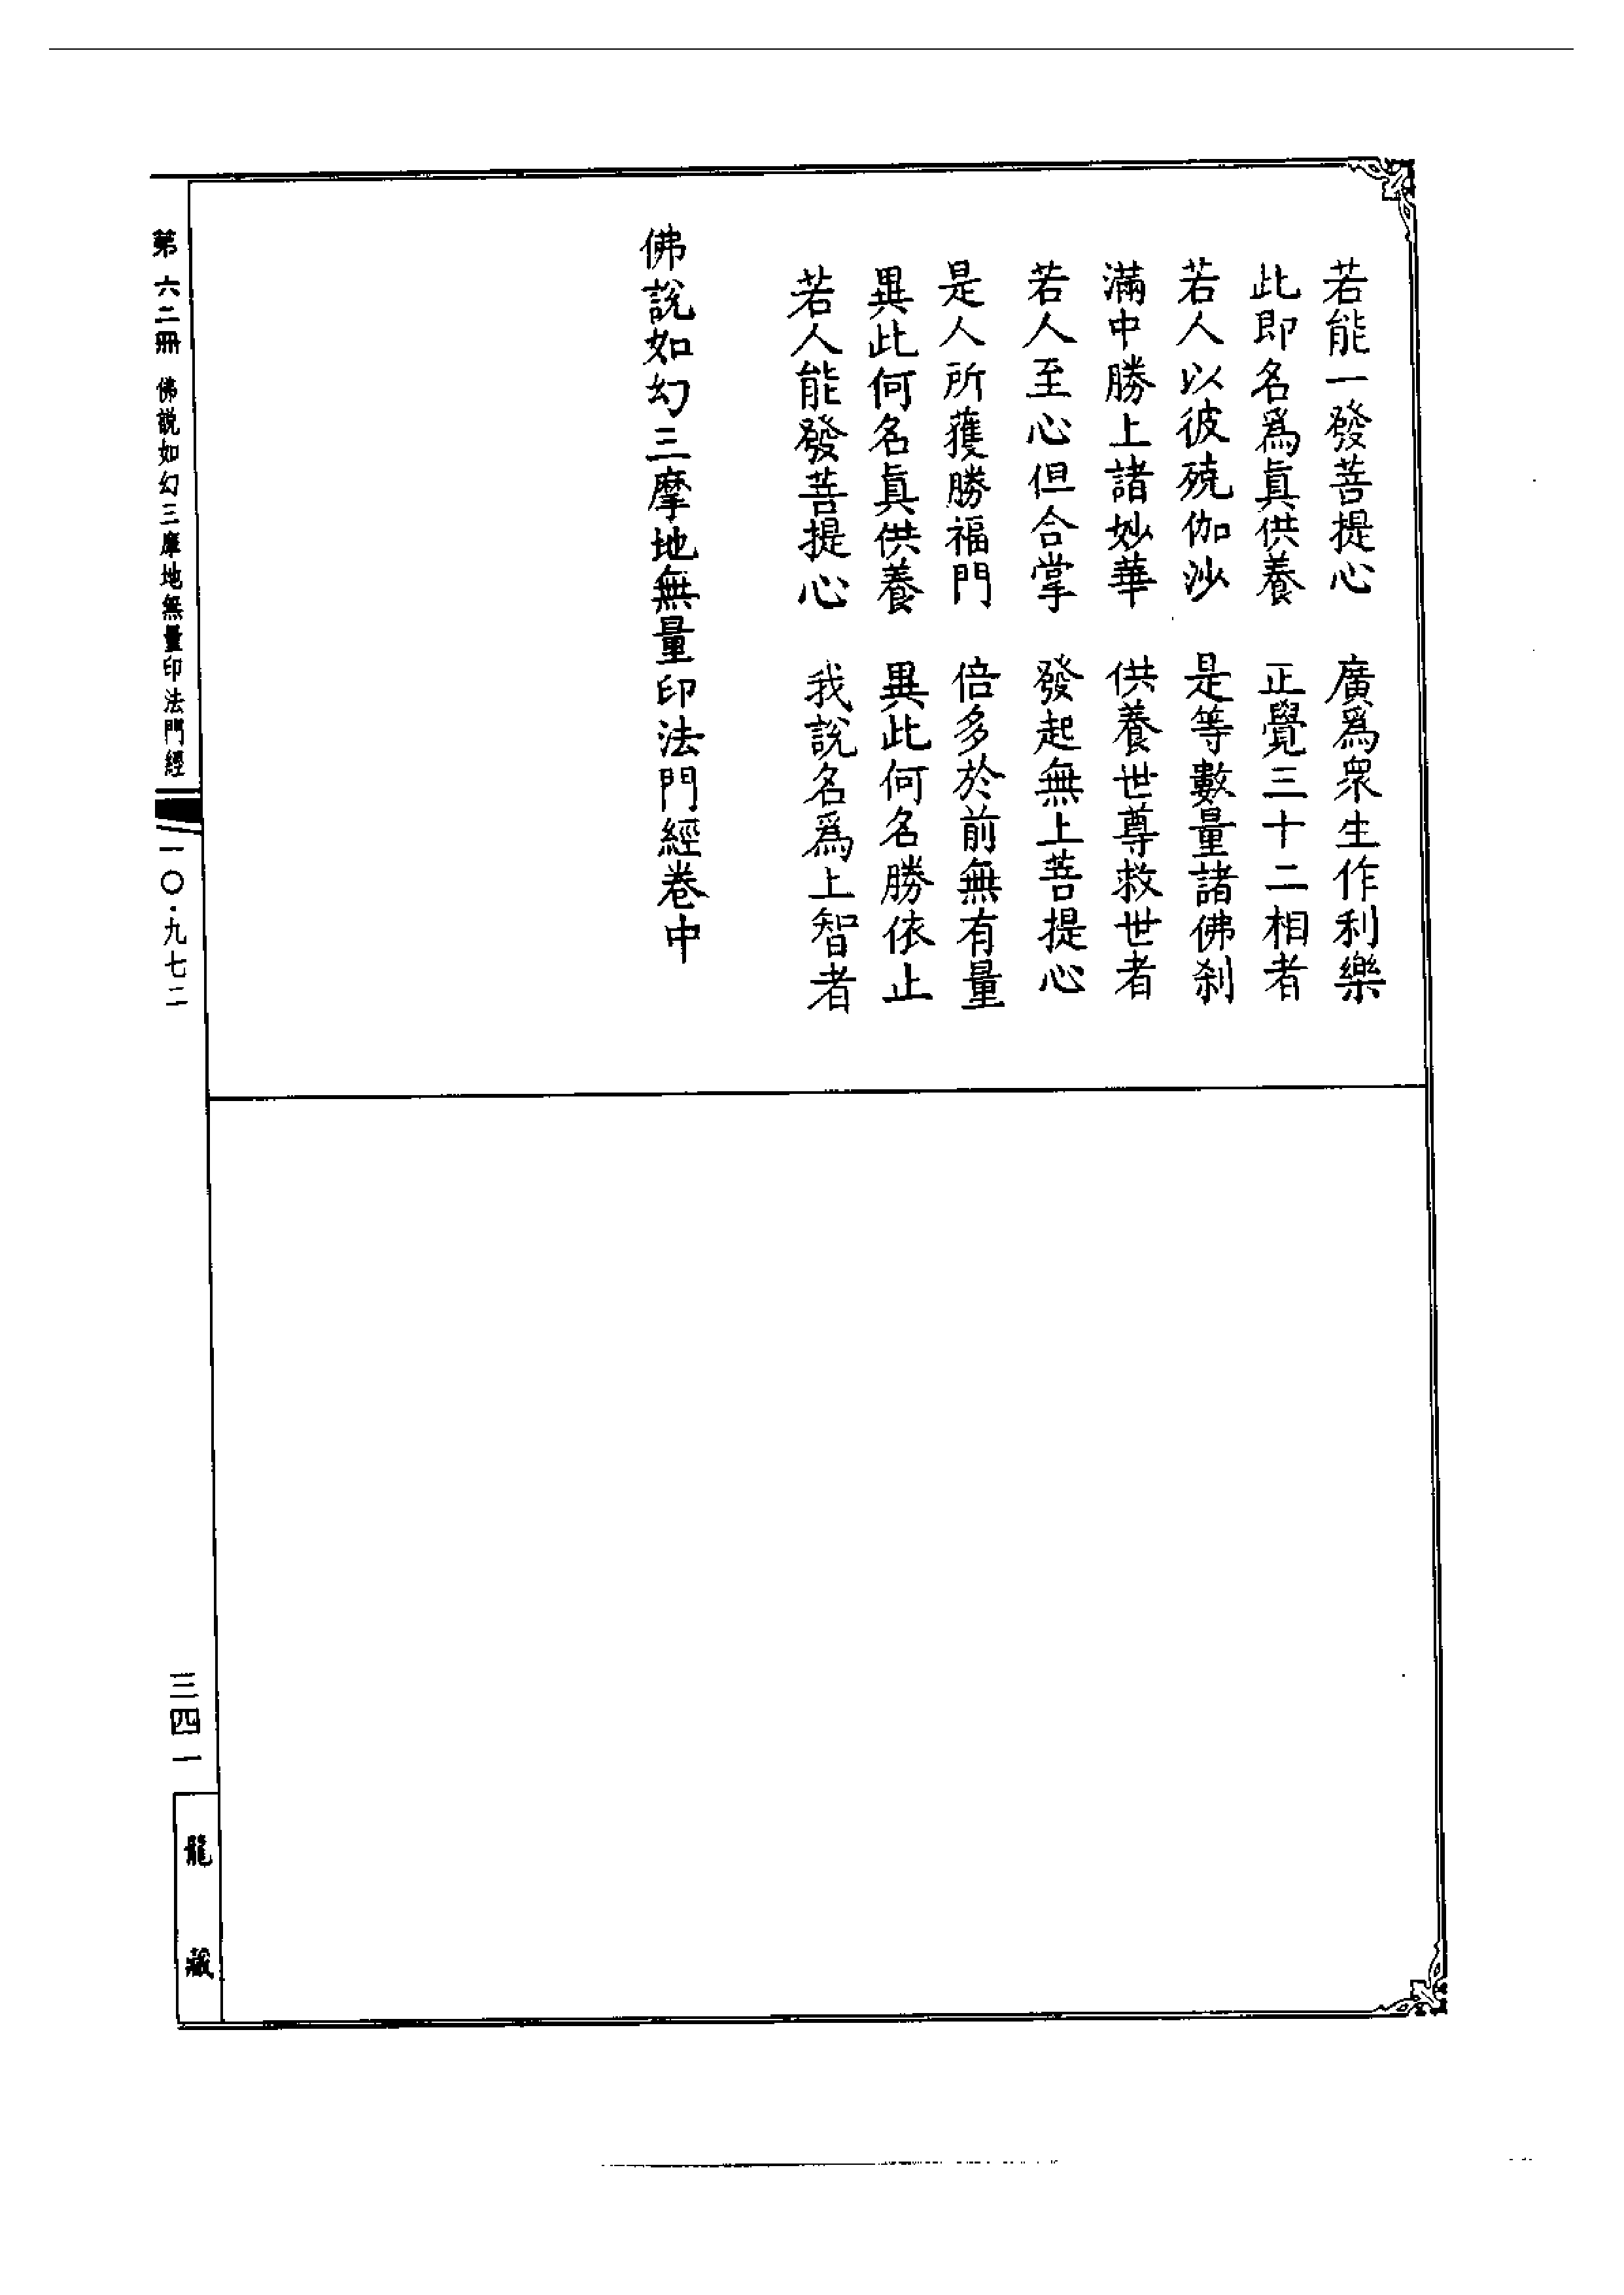 若能一發菩提心　廣爲衆生作利樂
此即名爲眞供養　正覺三十二相者
若人以彼殑伽沙　是等數量諸佛刹
滿中勝上諸妙華　供養世尊救世者
若人至心但合掌　發起無上菩提心
是人所獲勝福門　倍多於前無有量
異此何名眞供養　異此何名勝依止
若人能發菩提心　我說名爲上智者
佛說如幻三摩地無量印法門經卷中
第六二冊　佛說如幻三摩地無量印法門經
一〇·九七二
三四一
龍藏